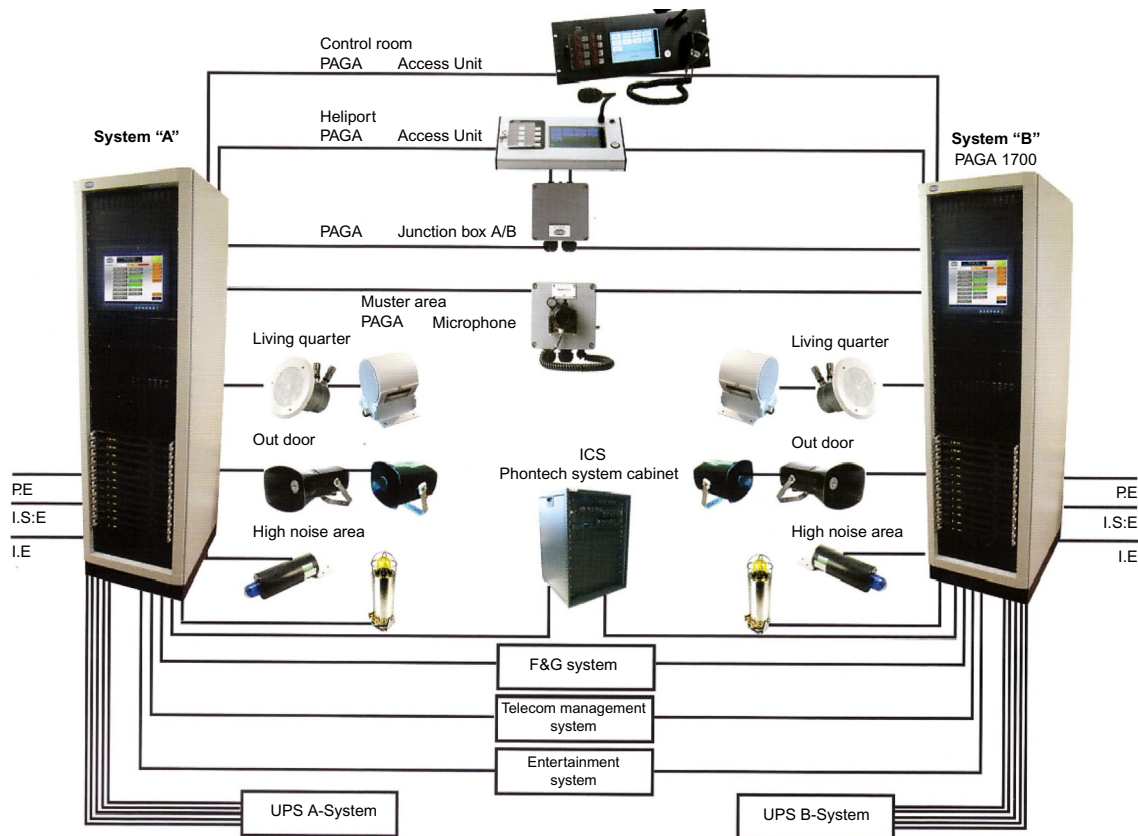 Control room
PAGA Access Unit
Heliport
PAGA Access Unit
System “A”
System “B”
PAGA 1700
PAGA Junction box A/B
Muster area
PAGA Microphone
Living quarter
Living quarter
Out door
Out door
ICS
Phontech system cabinet
High noise area
High noise area
P.E
I.S:E
I.E
P.E
I.S:E
I.E
F&G system
Telecom management
system
Entertainment
system
UPS A-System
UPS B-System